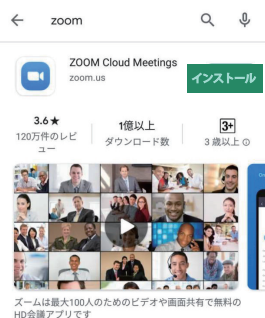 zoom
ZOOM Cloud Meetings
zoom.us
インストール
3.6★
120万件のレビ
ュー
1億以上
ダウンロード数
3+
3 歳以上 ⓘ
ズームは最大100人のためのビデオや画面共有で無料の
HD会議アプリです